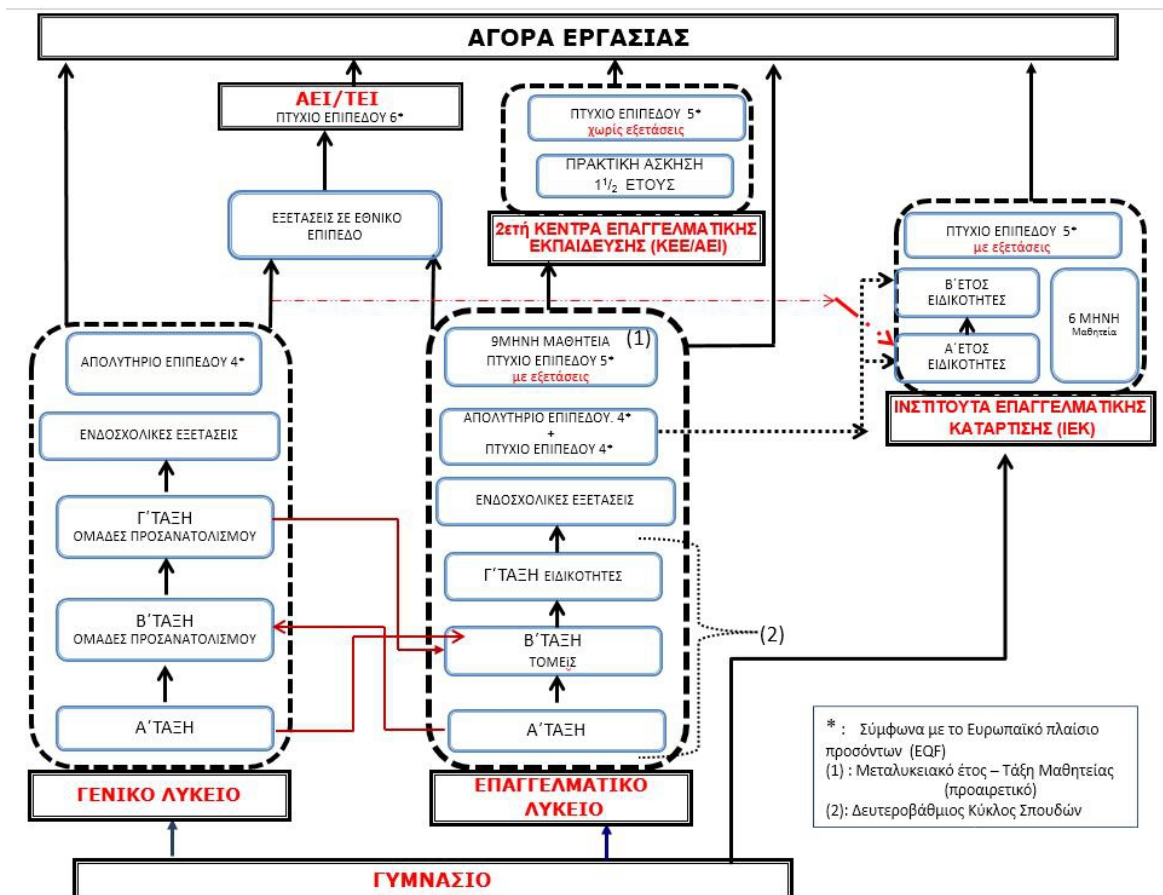 ΑΓΟΡΑ ΕΡΓΑΣΙΑΣ
ΑΕΙ/ΤΕΙ
ΠΤΥΧΙΟ ΕΠΙΠΕΔΟΥ 6*
ΠΤΥΧΙΟ ΕΠΙΠΕΔΟΥ 5*
χωρίς εξετάσεις
ΠΡΑΚΤΙΚΗ ΑΣΚΗΣΗ
1 1/2 ΕΤΟΥΣ
ΕΞΕΤΑΣΕΙΣ ΣΕ ΕΘΝΙΚΟ
ΕΠΙΠΕΔΟ
2ετή ΚΕΝΤΡΑ ΕΠΑΓΓΕΛΜΑΤΙΚΗΣ
ΕΚΠΑΙΔΕΥΣΗΣ (ΚΕΕ/ΑΕΙ)
ΠΤΥΧΙΟ ΕΠΙΠΕΔΟΥ 5*
με εξετάσεις
Β΄ΕΤΟΣ
ΕΙΔΙΚΟΤΗΤΕΣ
Α΄ΕΤΟΣ
ΕΙΔΙΚΟΤΗΤΕΣ
6 ΜΗΝΗ
Μαθητεία
ΙΝΣΤΙΤΟΥΤΑ ΕΠΑΓΓΕΛΜΑΤΙΚΗΣ
ΚΑΤΑΡΤΙΣΗΣ (ΙΕΚ)
ΑΠΟΛΥΤΗΡΙΟ ΕΠΙΠΕΔΟΥ 4*
ΕΝΔΟΣΧΟΛΙΚΕΣ ΕΞΕΤΑΣΕΙΣ
Γ΄ΤΑΞΗ
ΟΜΑΔΕΣ ΠΡΟΣΑΝΑΤΟΛΙΣΜΟΥ
Β΄ΤΑΞΗ
ΟΜΑΔΕΣ ΠΡΟΣΑΝΑΤΟΛΙΣΜΟΥ
Α΄ΤΑΞΗ
ΓΕΝΙΚΟ ΛΥΚΕΙΟ
9ΜΗΝΗ ΜΑΘΗΤΕΙΑ
ΠΤΥΧΙΟ ΕΠΙΠΕΔΟΥ 5*
με εξετάσεις
(1)
ΑΠΟΛΥΤΗΡΙΟ ΕΠΙΠΕΔΟΥ. 4*
+
ΠΤΥΧΙΟ ΕΠΙΠΕΔΟΥ 4*
ΕΝΔΟΣΧΟΛΙΚΕΣ ΕΞΕΤΑΣΕΙΣ
Γ΄ΤΑΞΗ ΕΙΔΙΚΟΤΗΤΕΣ
Β΄ΤΑΞΗ
ΤΟΜΕίΣ
Α΄ΤΑΞΗ
(2)
ΕΠΑΓΓΕΛΜΑΤΙΚΟ
ΛΥΚΕΙΟ
* : Σύμφωνα με το Ευρωπαϊκό πλαίσιο
προσόντων (EQF)
(1) : Μεταλυκειακό έτος – Τάξη Μαθητείας
(προαιρετικό)
(2): Δευτεροβάθμιος Κύκλος Σπουδών
ΓΥΜΝΑΣΙΟ